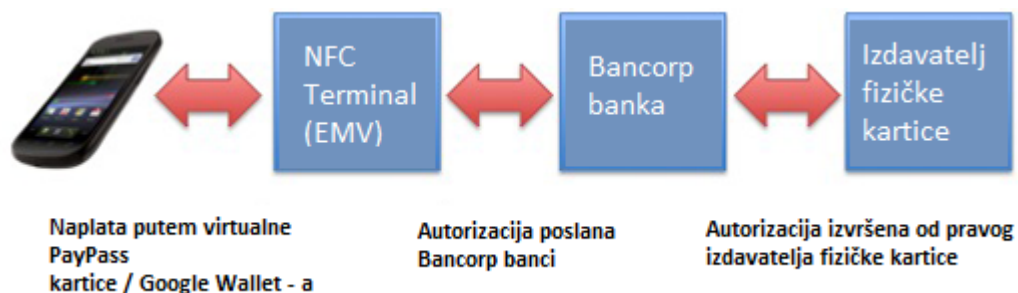 NFC
Terminal
(EMV)
Bancorp
banka
Izdavatelj
fizičke
kartice
Naplata putem virtualne
PayPass
kartice / Google Wallet - a
Autorizacija poslana
Bancorp banci
Autorizacija izvršena od pravog
izdavatelja fizičke kartice